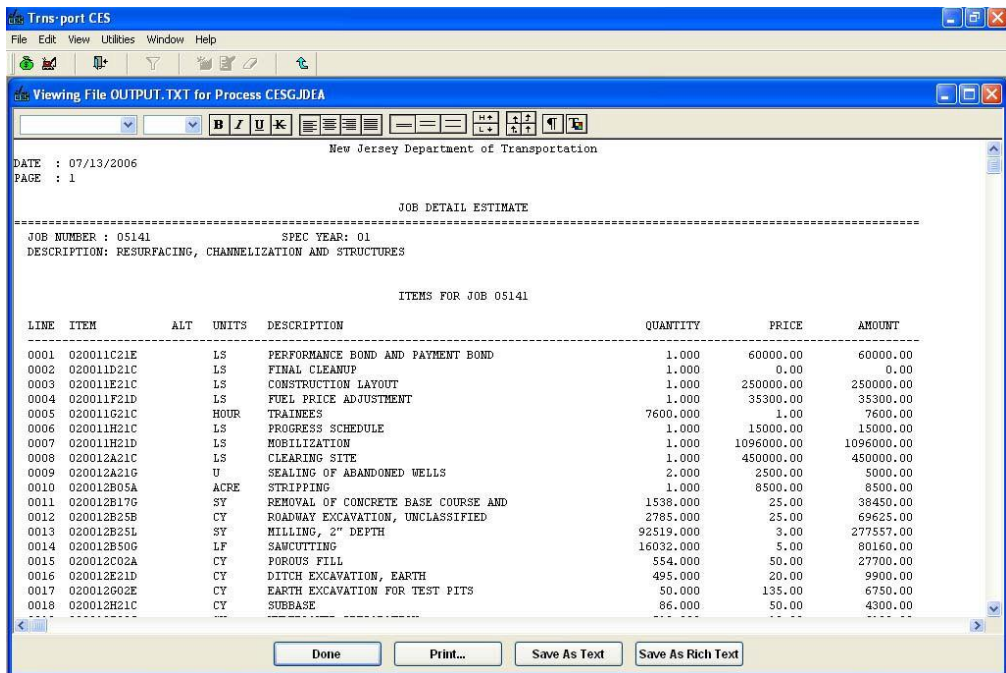 Trns·port CES
File Edit View Utilities Window Help
Viewing File OUTPUT.TXT for Process CESGJDEA
B I U K H+ L+ ¶
New Jersey Department of Transportation
DATE : 07/13/2006
PAGE : 1
JOB DETAIL ESTIMATE
JOB NUMBER : 05141 SPEC YEAR: 01
DESCRIPTION: RESURFACING, CHANNELIZATION AND STRUCTURES
ITEMS FOR JOB 05141
LINE ITEM ALT UNITS DESCRIPTION QUANTITY PRICE AMOUNT
0001 020011C21E LS PERFORMANCE BOND AND PAYMENT BOND 1.000 60000.00 60000.00
0002 020011D21C LS FINAL CLEANUP 1.000 0.00 0.00
0003 020011E21C LS CONSTRUCTION LAYOUT 1.000 250000.00 250000.00
0004 020011F21D LS FUEL PRICE ADJUSTMENT 1.000 35300.00 35300.00
0005 020011G21C HOUR TRAINEES 7600.000 1.00 7600.00
0006 020011H21C LS PROGRESS SCHEDULE 1.000 15000.00 15000.00
0007 020011H21D LS MOBILIZATION 1.000 1096000.00 1096000.00
0008 020012A21C LS CLEARING SITE 1.000 450000.00 450000.00
0009 020012A21G U SEALING OF ABANDONED WELLS 2.000 2500.00 5000.00
0010 020012B05A ACRE STRIPPING 1.000 8500.00 8500.00
0011 020012B17G SY REMOVAL OF CONCRETE BASE COURSE AND 1538.000 25.00 38450.00
0012 020012B25B CY ROADWAY EXCAVATION, UNCLASSIFIED 2785.000 25.00 69625.00
0013 020012B25L SY MILLING, 2" DEPTH 92519.000 3.00 277557.00
0014 020012B50G LF SAWCUTTING 16032.000 5.00 80160.00
0015 020012C02A CY POROUS FILL 554.000 50.00 27700.00
0016 020012E21D CY DITCH EXCAVATION, EARTH 495.000 20.00 9900.00
0017 020012G02E CY EARTH EXCAVATION FOR TEST PITS 50.000 135.00 6750.00
0018 020012H21C CY SUBBASE 86.000 50.00 4300.00
Done Print... Save As Text Save As Rich Text